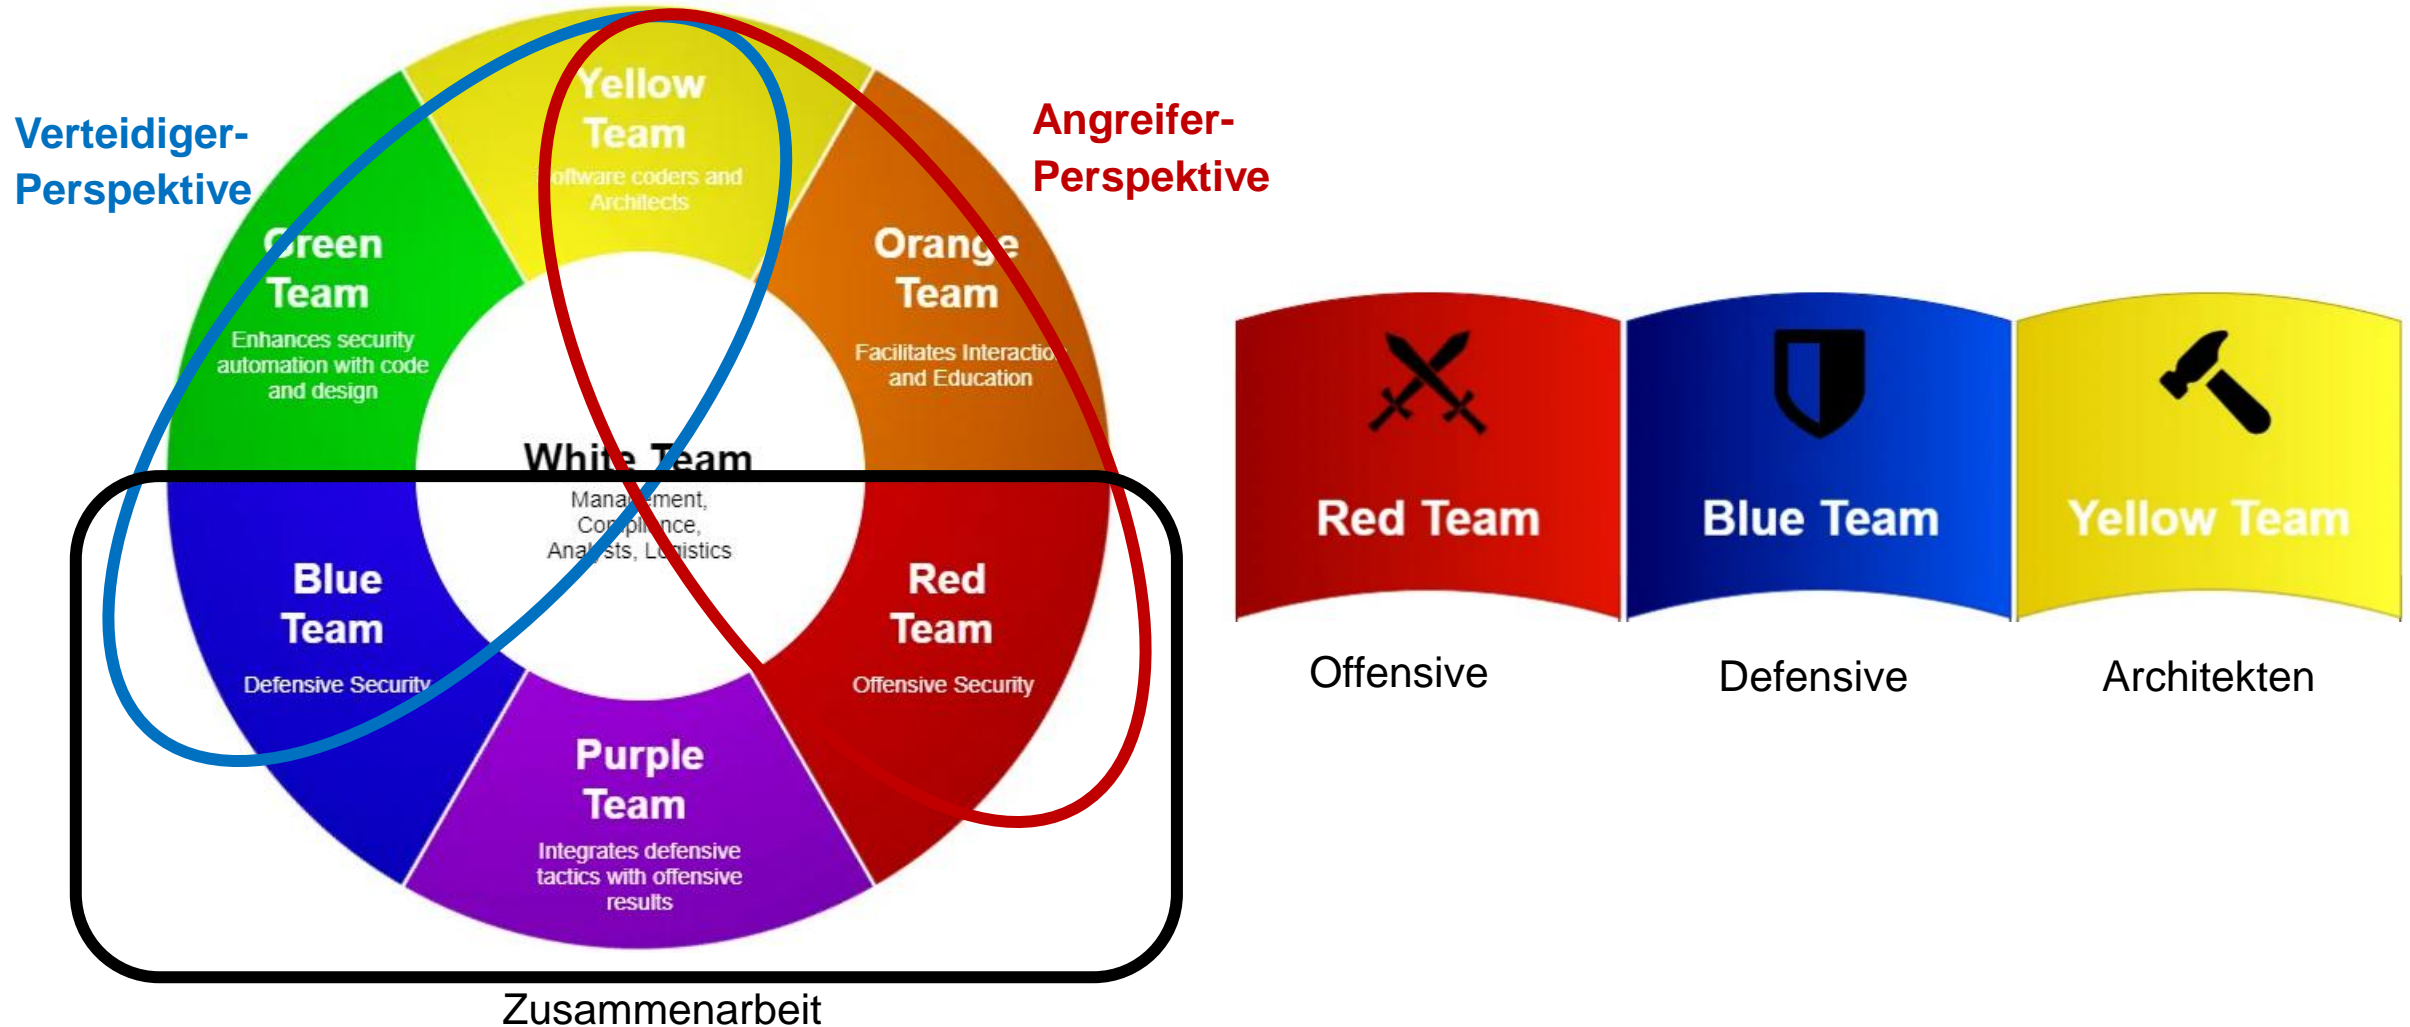 Yellow
Team
Software coders and
Architects
Verteidiger-
Perspektive
Angreifer-
Perspektive
Green
Team
Enhances security
automation with code
and design
Orange
Team
Facilitates Interaction
and Education
White Team
Management,
Compliance,
Analysts, Logistics
Blue
Team
Defensive Security
Red
Team
Offensive Security
Purple
Team
Integrates defensive
tactics with offensive
results
Zusammenarbeit
Red Team
Blue Team
Yellow Team
Offensive
Defensive
Architekten